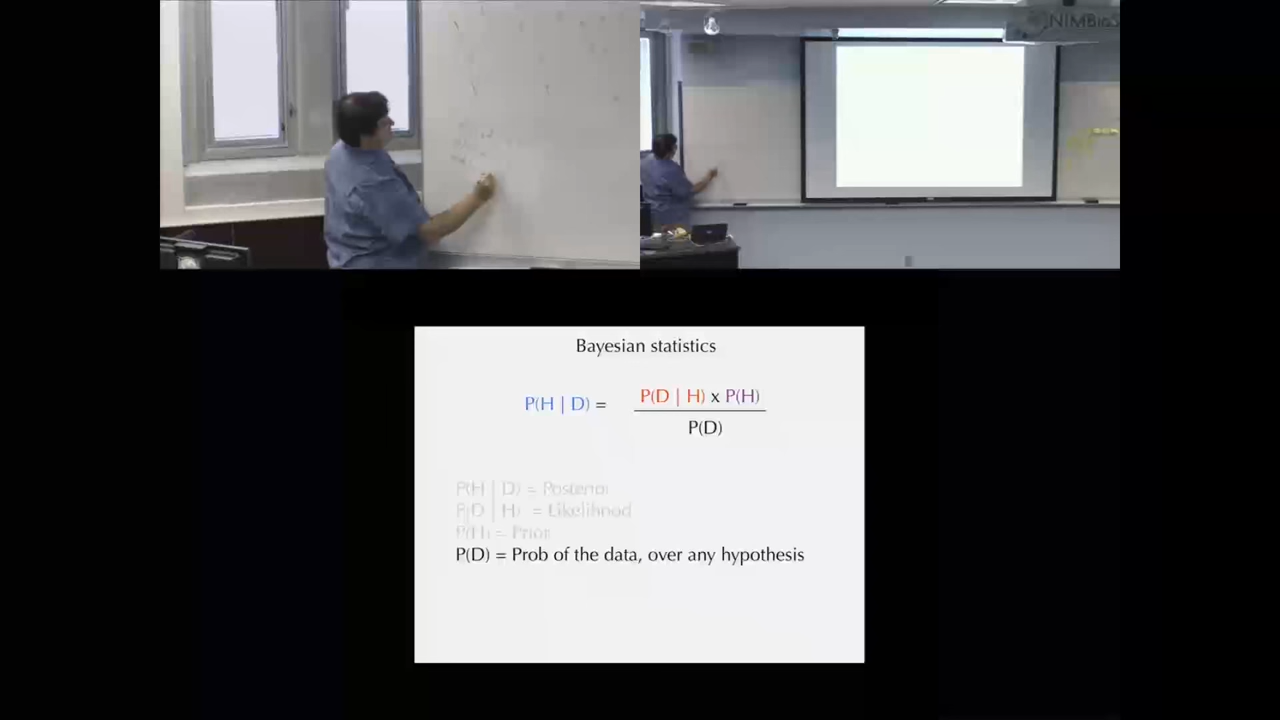 NIMBioS
Bayesian statistics
P(H | D) = P(D | H) x P(H)
P(D)
P(H | D) = Posterior
P(D | H) = Likelihood
P(H) = Prior
P(D) = Prob of the data, over any hypothesis